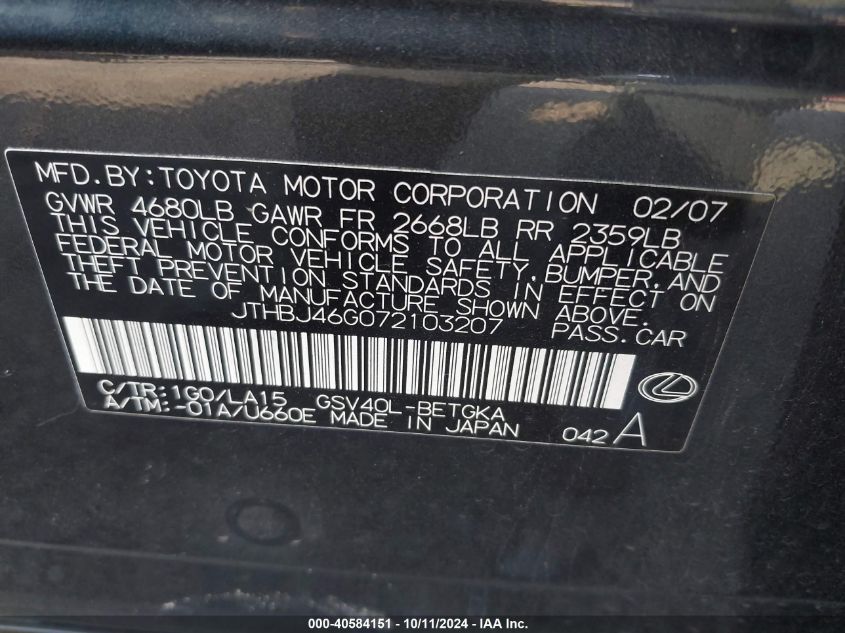 MFD.BY:TOYOTA MOTOR CORPORATION 02/07
GVWR 4680LB GAWR FR 2668LB RR 2359LB
THIS VEHICLE CONFORMS TO ALL APPLICABLE
FEDERAL MOTOR VEHICLE SAFETY,BUMPER,AND
THEFT PREVENTION STANDARDS IN EFFECT ON
THE DATE OF MANUFACTURE SHOWN ABOVE.
JTHBJ46G072103207 PASS.CAR
C/TR:1G0/LA15 GSV40L-BETGKA
A/TM:-01A/U660E MADE IN JAPAN 042 A
000-40584151 - 10/11/2024 - IAA Inc.